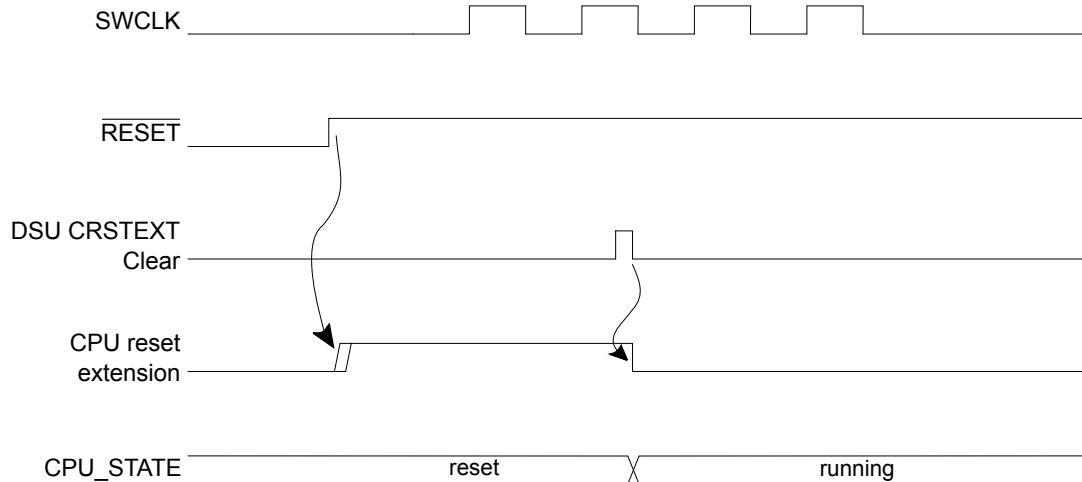 SWCLK
RESET
DSU CRSTEXT
Clear
CPU reset
extension
CPU_STATE
reset
running